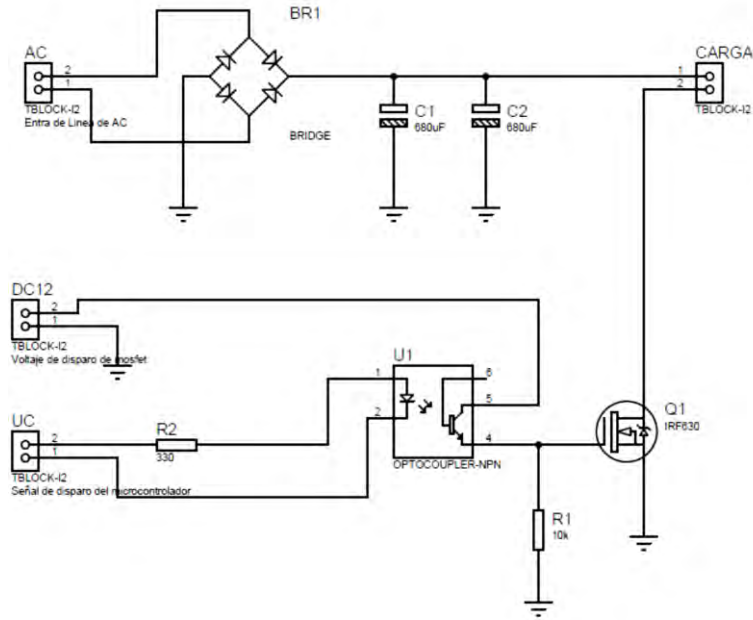 BR1
AC
2
1
TBLOCK-I2
Entra de Linea de AC
BRIDGE
C1
680uF
C2
680uF
CARGA
1
2
TBLOCK-I2
DC12
2
1
TBLOCK-I2
Voltaje de disparo de mosfet
UC
2
1
TBLOCK-I2
Señal de disparo del microcontrolador
R2
330
U1
1
2
6
5
4
OPTOCOUPLER-NPN
Q1
IRF630
R1
10k